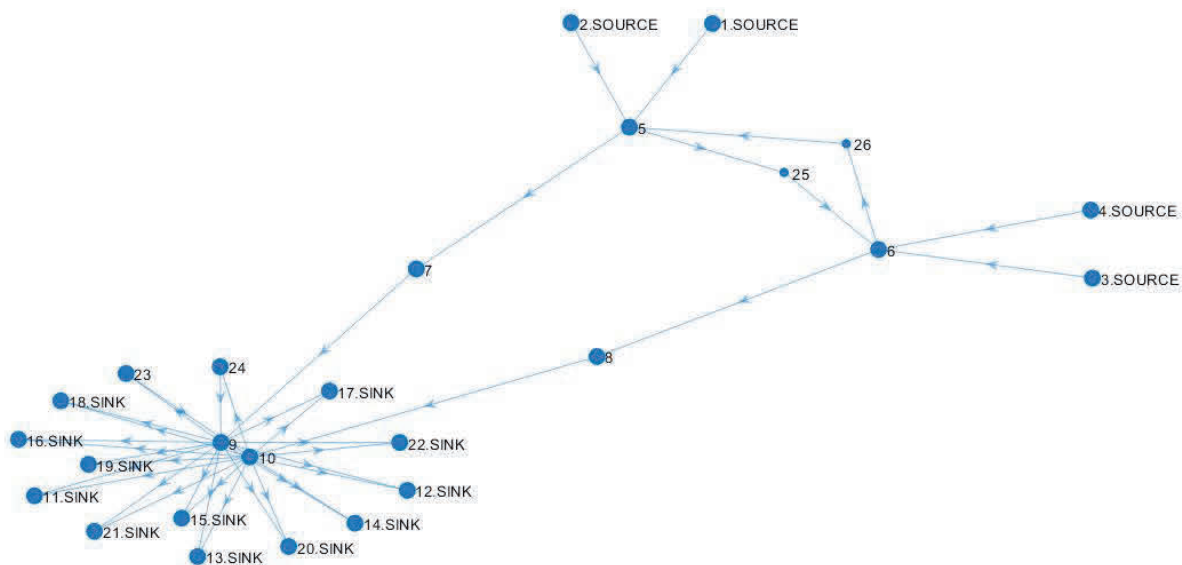 2.SOURCE
1.SOURCE
5
26
25
4.SOURCE
6
7
3.SOURCE
8
24
23
17.SINK
18.SINK
16.SINK
9
22.SINK
10
19.SINK
12.SINK
11.SINK
15.SINK
14.SINK
21.SINK
20.SINK
13.SINK